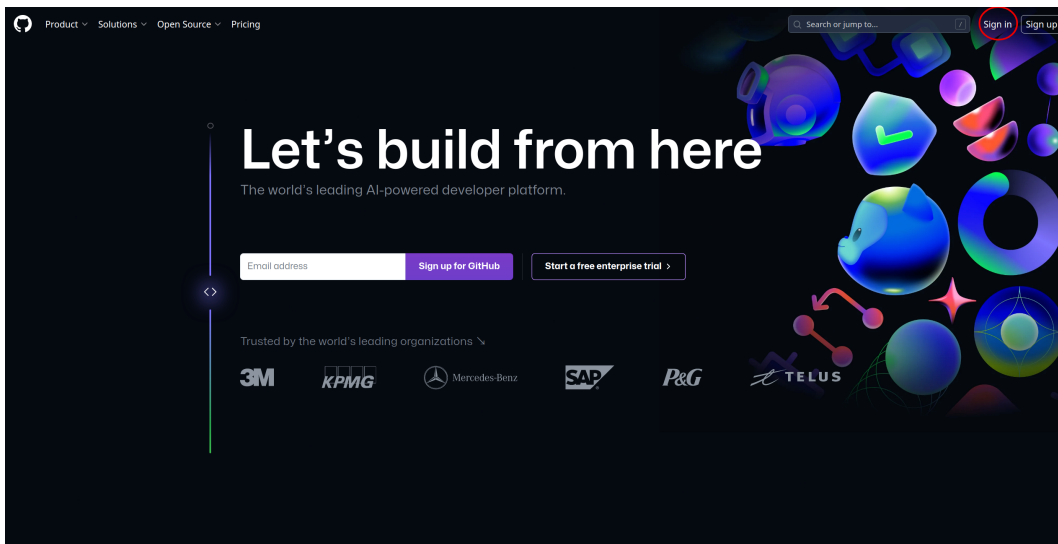 Product Solutions Open Source Pricing Search or jump to... / Sign in Sign up
Let's build from here
The world's leading AI-powered developer platform.
Email address Sign up for GitHub Start a free enterprise trial >
Trusted by the world's leading organizations ↘
3M KPMG Mercedes-Benz SAP P&G TELUS